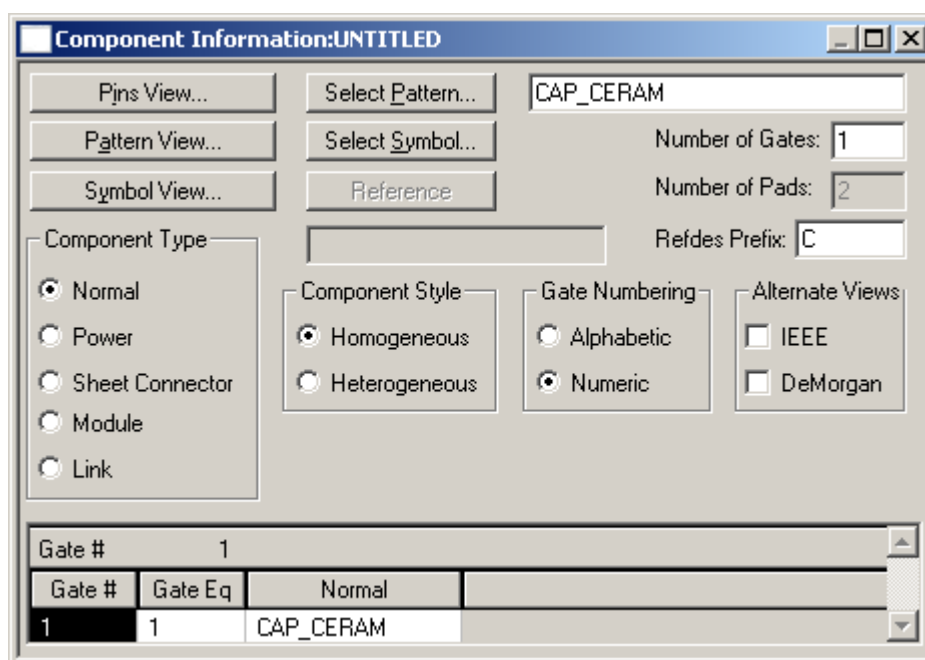 Component Information:UNTITLED
Pins View... Select Pattern... CAP_CERAM
Pattern View... Select Symbol... Number of Gates: 1
Symbol View... Reference Number of Pads: 2
Component Type Refdes Prefix: C
Normal Component Style Gate Numbering Alternate Views
Power Homogeneous Alphabetic IEEE
Sheet Connector Heterogeneous Numeric DeMorgan
Module
Link
Gate # 1
Gate # Gate Eq Normal
1 1 CAP_CERAM